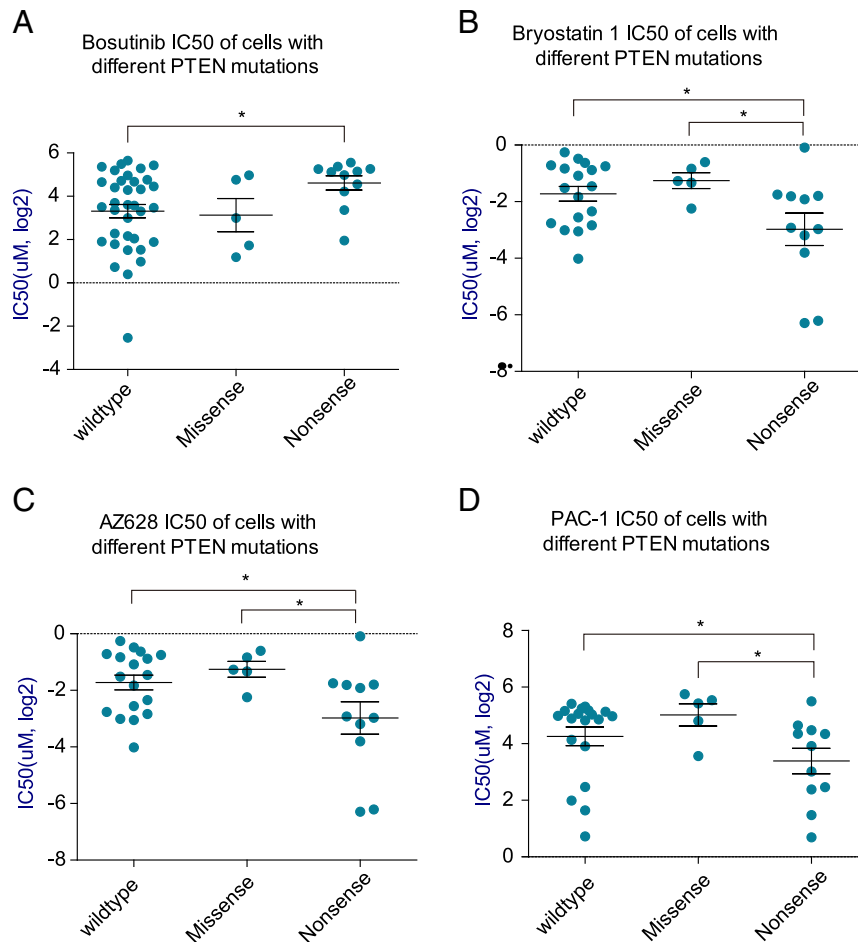 A
Bosutinib IC50 of cells with
different PTEN mutations
*
IC50(uM, log2)
6
4
2
0
-2
-4
wildtype
Missense
Nonsense
B
Bryostatin 1 IC50 of cells with
different PTEN mutations
*
*
IC50(uM, log2)
0
-2
-4
-6
-8
wildtype
Missense
Nonsense
C
AZ628 IC50 of cells with
different PTEN mutations
*
*
IC50(uM, log2)
0
-2
-4
-6
-8
wildtype
Missense
Nonsense
D
PAC-1 IC50 of cells with
different PTEN mutations
*
*
IC50(uM, log2)
8
6
4
2
0
wildtype
Missense
Nonsense